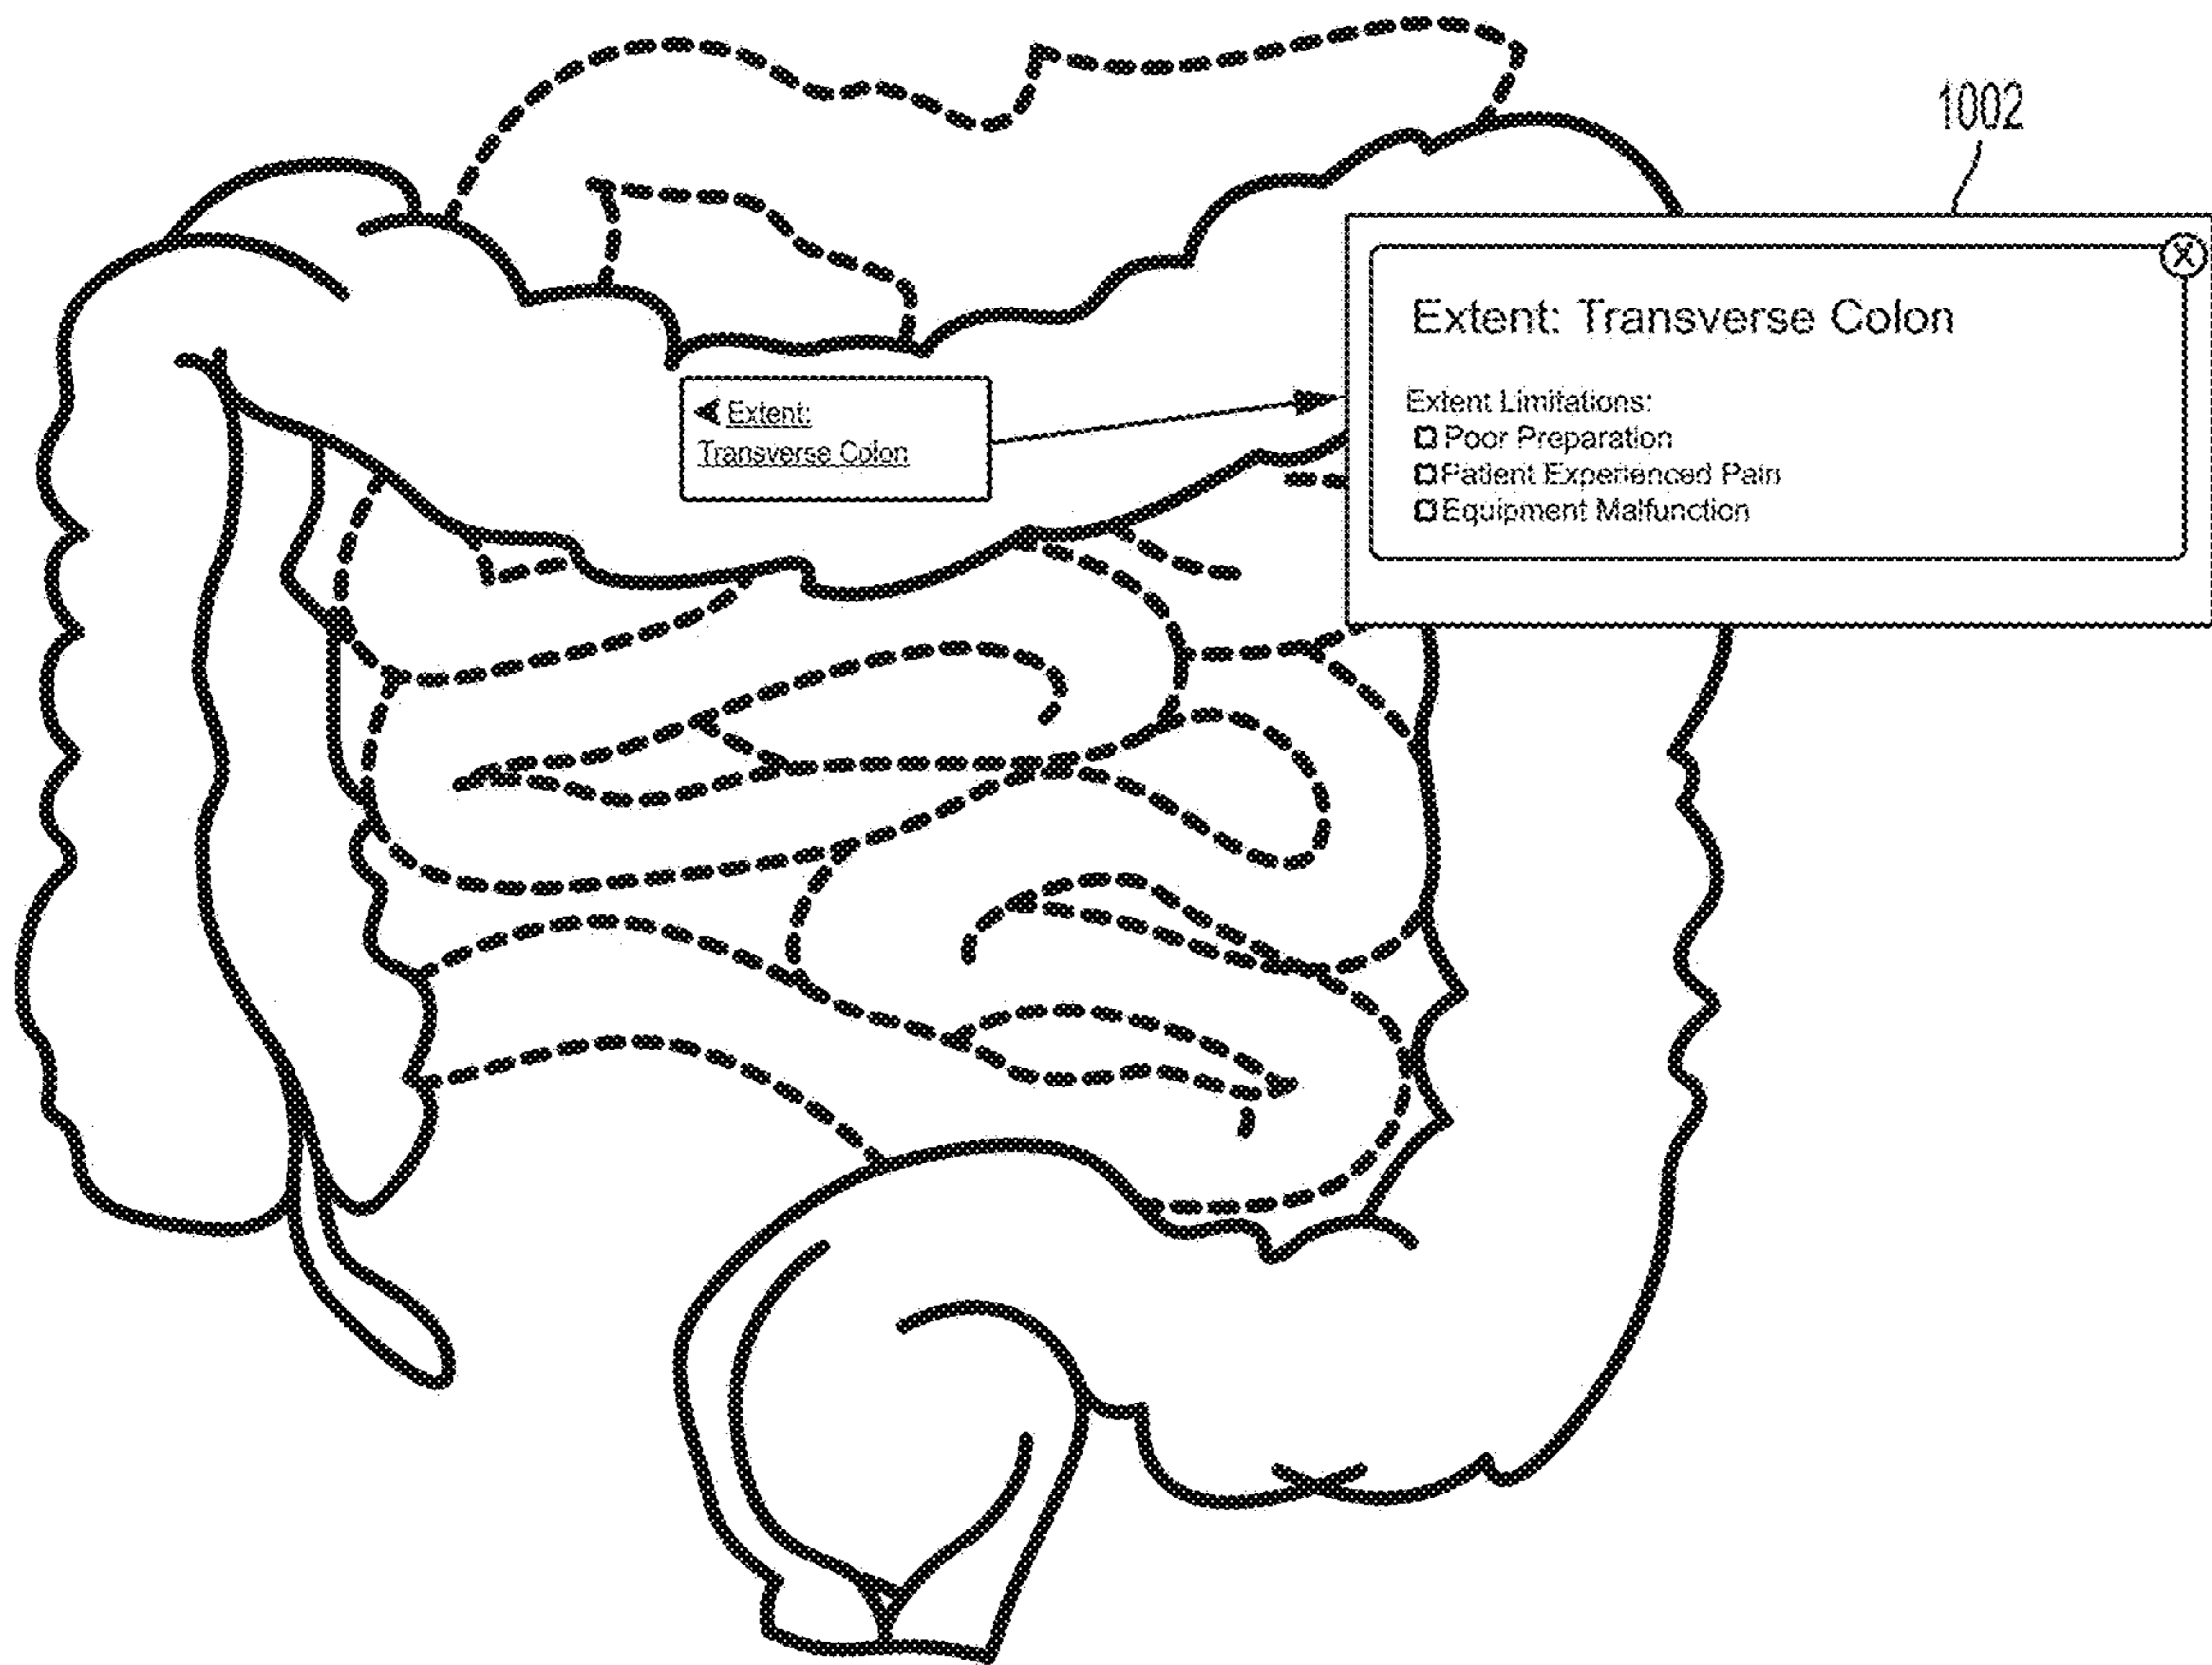 1002
X
Extent: Transverse Colon
Extent:
Transverse Colon
Extent Limitations:
Poor Preparation
Patient Experienced Pain
Equipment Malfunction